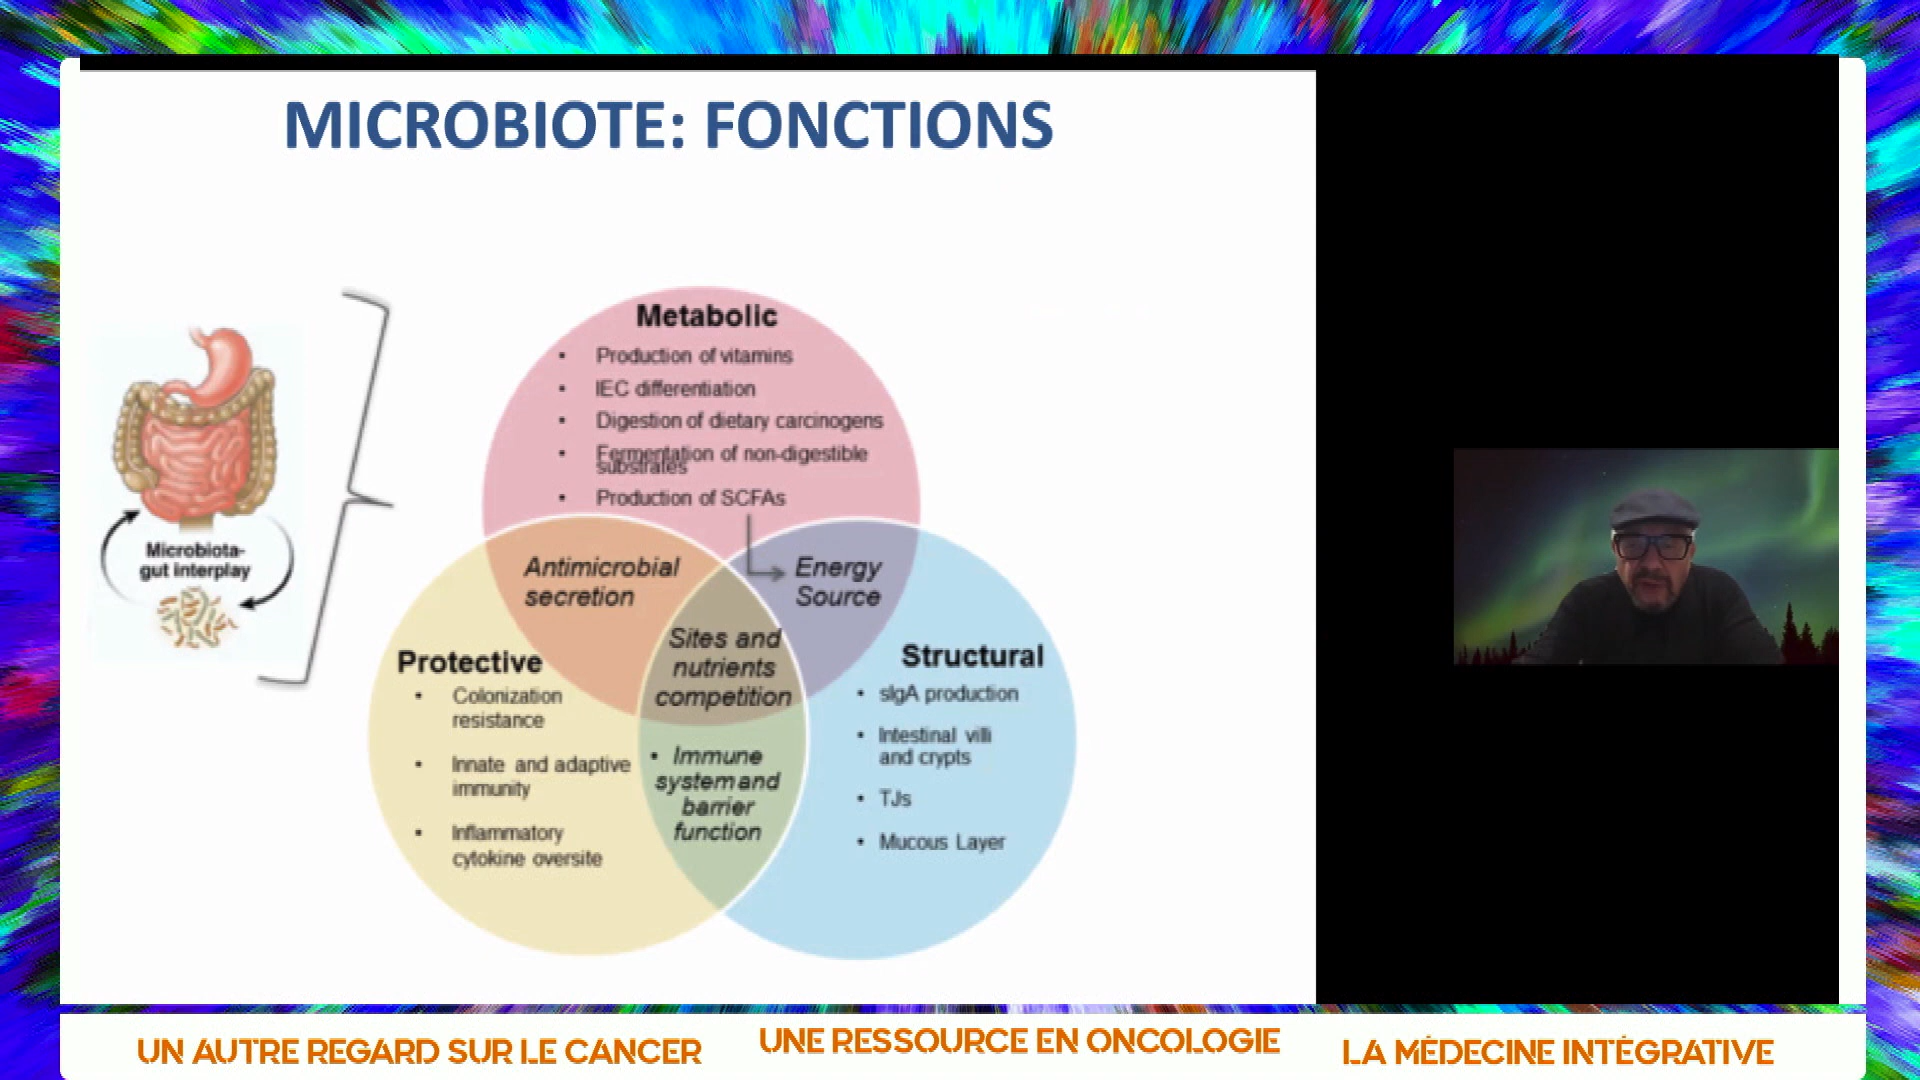 MICROBIOTE: FONCTIONS
Microbiota-
gut interplay
Metabolic
• Production of vitamins
• IEC differentiation
• Digestion of dietary carcinogens
• Fermentation of non-digestible
substrates
• Production of SCFAs
Antimicrobial
secretion
Energy
Source
Sites and
nutrients
competition
Protective
• Colonization
resistance
• Innate and adaptive
immunity
• Inflammatory
cytokine oversite
• Immune
system and
barrier
function
Structural
• sIgA production
• Intestinal villi
and crypts
• TJs
• Mucous Layer
UN AUTRE REGARD SUR LE CANCER
UNE RESSOURCE EN ONCOLOGIE
LA MÉDECINE INTÉGRATIVE